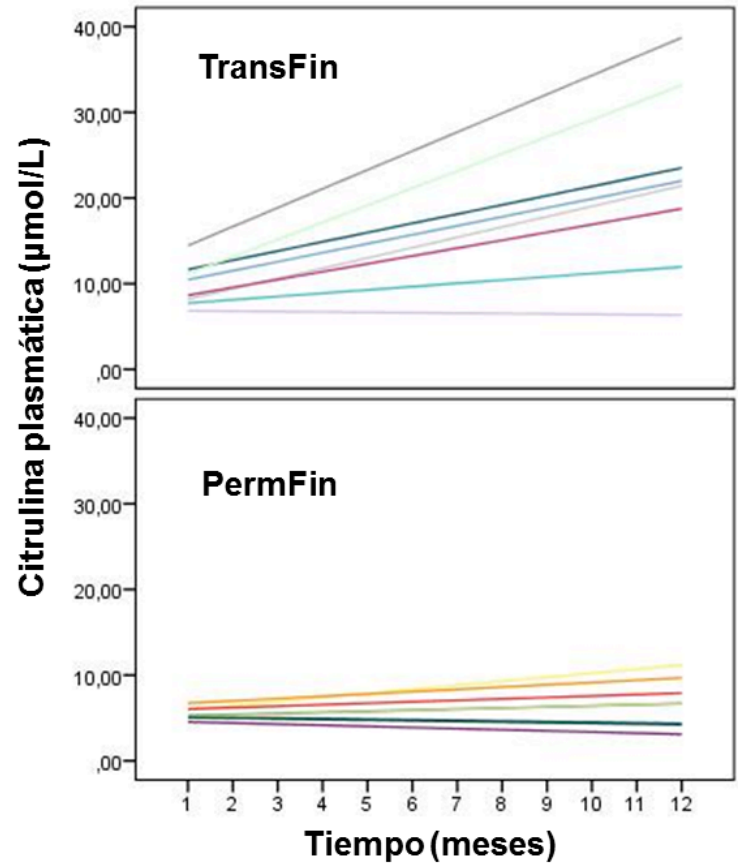 Citrulina plasmática (µmol/L)
TransFin
40,00
30,00
20,00
10,00
,00
PermFin
40,00
30,00
20,00
10,00
,00
1 2 3 4 5 6 7 8 9 10 11 12
Tiempo (meses)